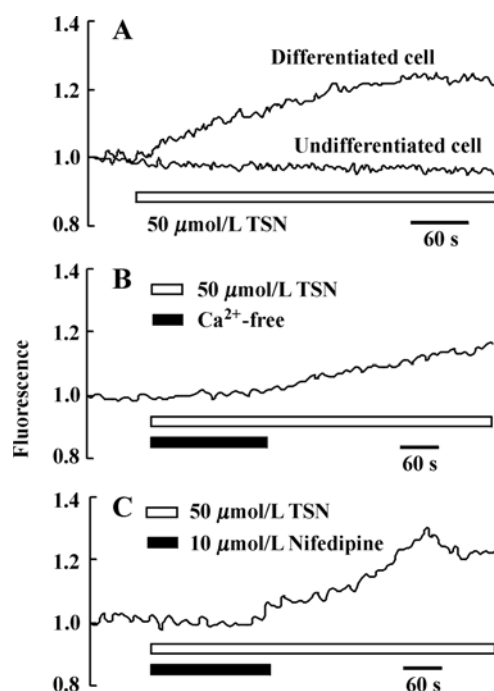 Fluorescence
A
1.4
1.2
1.0
0.8
Differentiated cell
Undifferentiated cell
50 μmol/L TSN
60 s
B
1.4
1.2
1.0
0.8
50 μmol/L TSN
Ca²⁺-free
60 s
C
1.4
1.2
1.0
0.8
50 μmol/L TSN
10 μmol/L Nifedipine
60 s